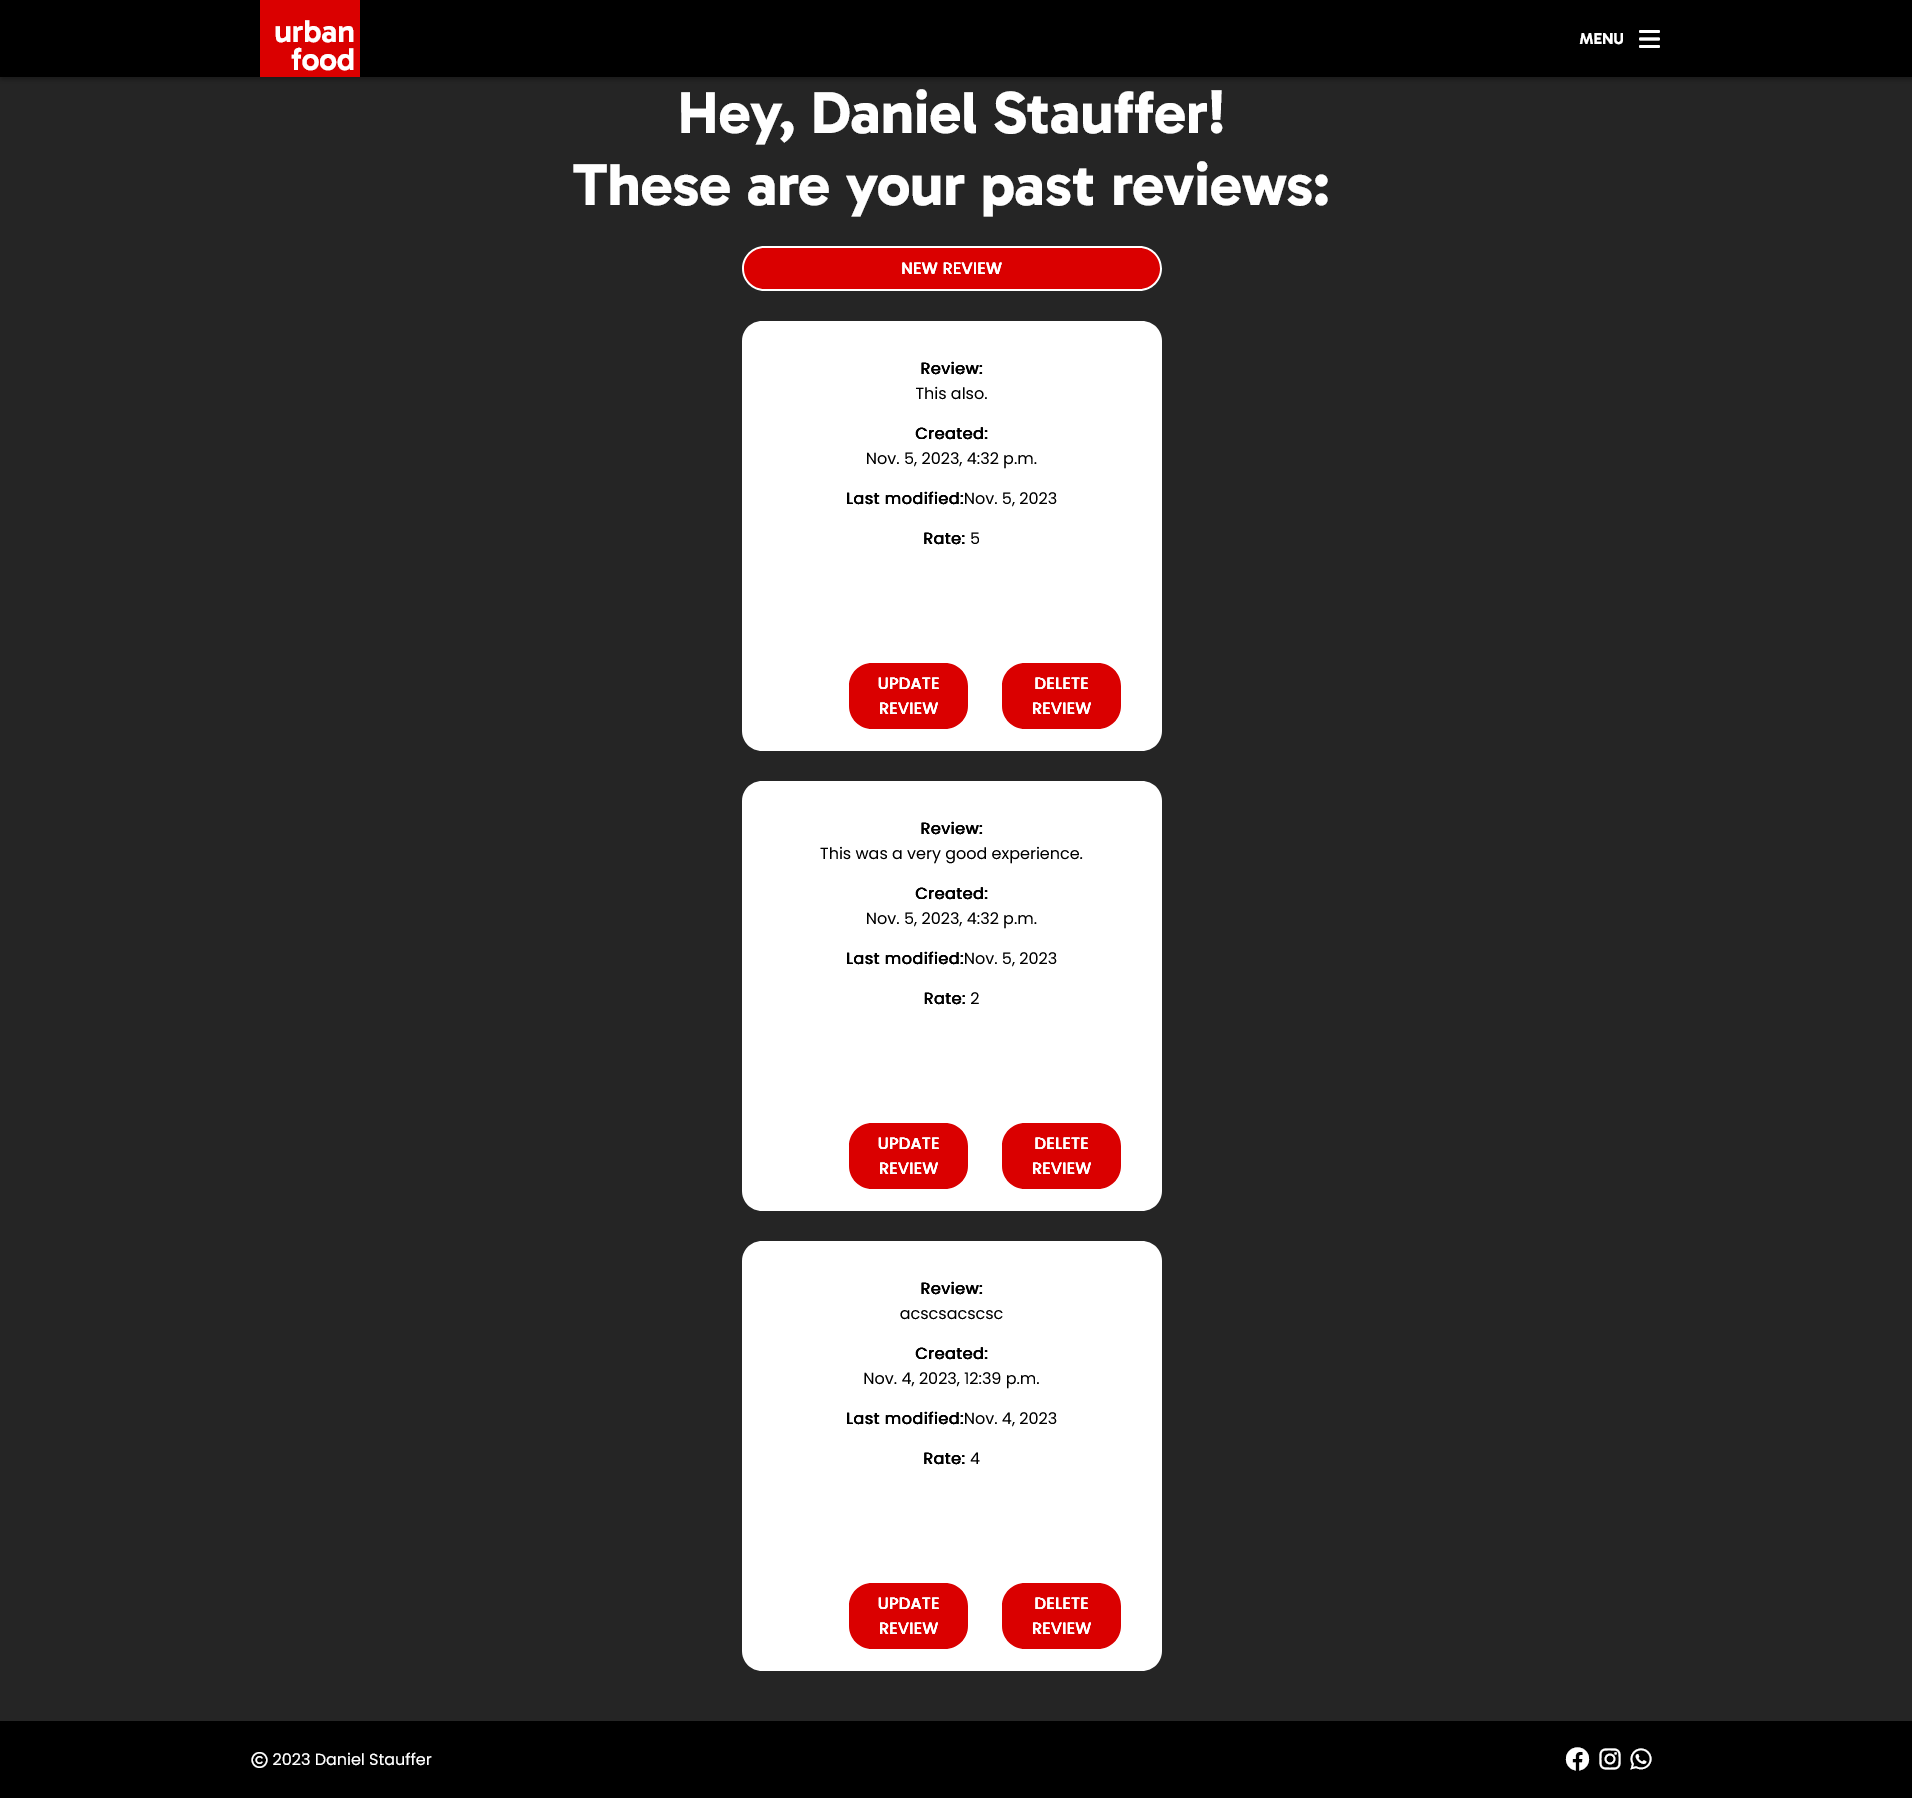 urban
food
MENU
Hey, Daniel Stauffer!
These are your past reviews:
NEW REVIEW
Review:
This also.
Created:
Nov. 5, 2023, 4:32 p.m.
Last modified:Nov. 5, 2023
Rate: 5
UPDATE
REVIEW
DELETE
REVIEW
Review:
This was a very good experience.
Created:
Nov. 5, 2023, 4:32 p.m.
Last modified:Nov. 5, 2023
Rate: 2
UPDATE
REVIEW
DELETE
REVIEW
Review:
acscsacscsc
Created:
Nov. 4, 2023, 12:39 p.m.
Last modified:Nov. 4, 2023
Rate: 4
UPDATE
REVIEW
DELETE
REVIEW
© 2023 Daniel Stauffer